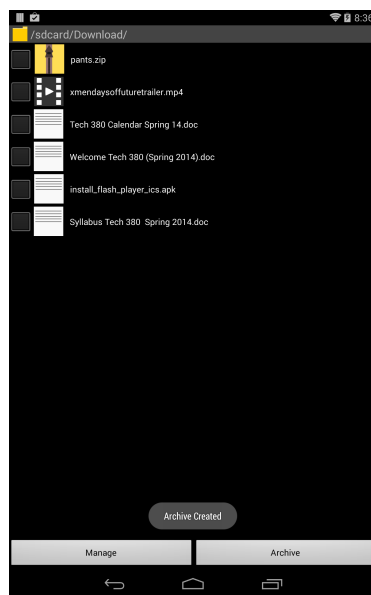 8:36
/sdcard/Download/
pants.zip
xmendaysoffuturetrailer.mp4
Tech 380 Calendar Spring 14.doc
Welcome Tech 380 (Spring 2014).doc
install_flash_player_ics.apk
Syllabus Tech 380  Spring 2014.doc
Archive Created
Manage
Archive